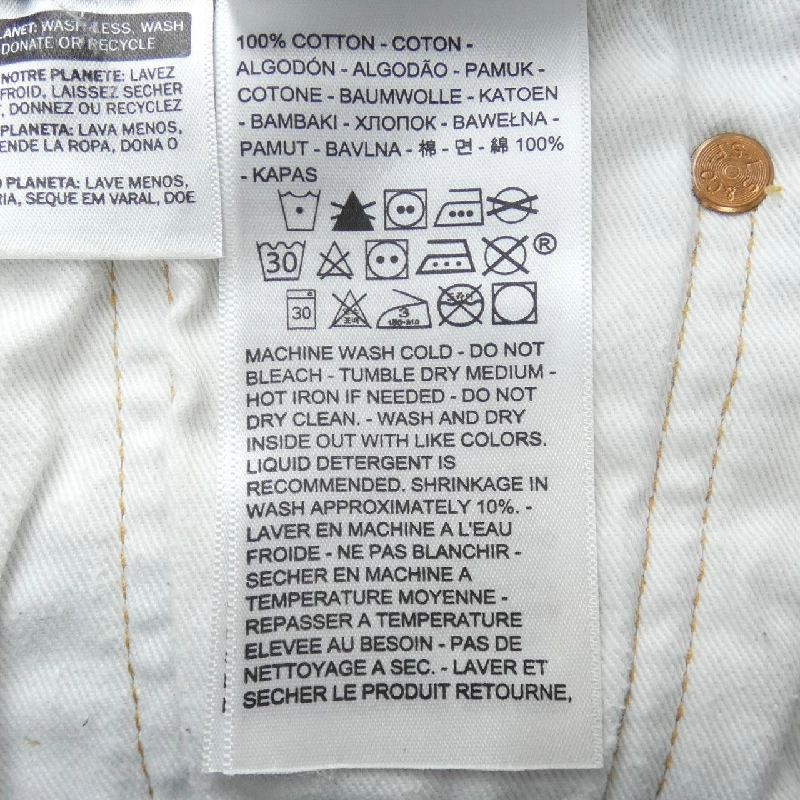 PLANET: WASH LESS, WASH
DONATE OR RECYCLE
NOTRE PLANETE: LAVEZ
FROID, LAISSEZ SECHER
, DONNEZ OU RECYCLEZ
PLANETA: LAVA MENOS,
ENDE LA ROPA, DONA O
PLANETA: LAVE MENOS,
RIA, SEQUE EM VARAL, DOE
100% COTTON - COTON -
ALGODÓN - ALGODÃO - PAMUK -
COTONE - BAUMWOLLE - KATOEN
- BAMBAKI - ХЛОПОК - BAWEŁNA -
PAMUT - BAVLNA - 棉 - 면 - 綿 100%
- KAPAS
30
®
30
3
MACHINE WASH COLD - DO NOT
BLEACH - TUMBLE DRY MEDIUM -
HOT IRON IF NEEDED - DO NOT
DRY CLEAN. - WASH AND DRY
INSIDE OUT WITH LIKE COLORS.
LIQUID DETERGENT IS
RECOMMENDED. SHRINKAGE IN
WASH APPROXIMATELY 10%. -
LAVER EN MACHINE A L'EAU
FROIDE - NE PAS BLANCHIR -
SECHER EN MACHINE A
TEMPERATURE MOYENNE -
REPASSER A TEMPERATURE
ELEVEE AU BESOIN - PAS DE
NETTOYAGE A SEC. - LAVER ET
SECHER LE PRODUIT RETOURNE,